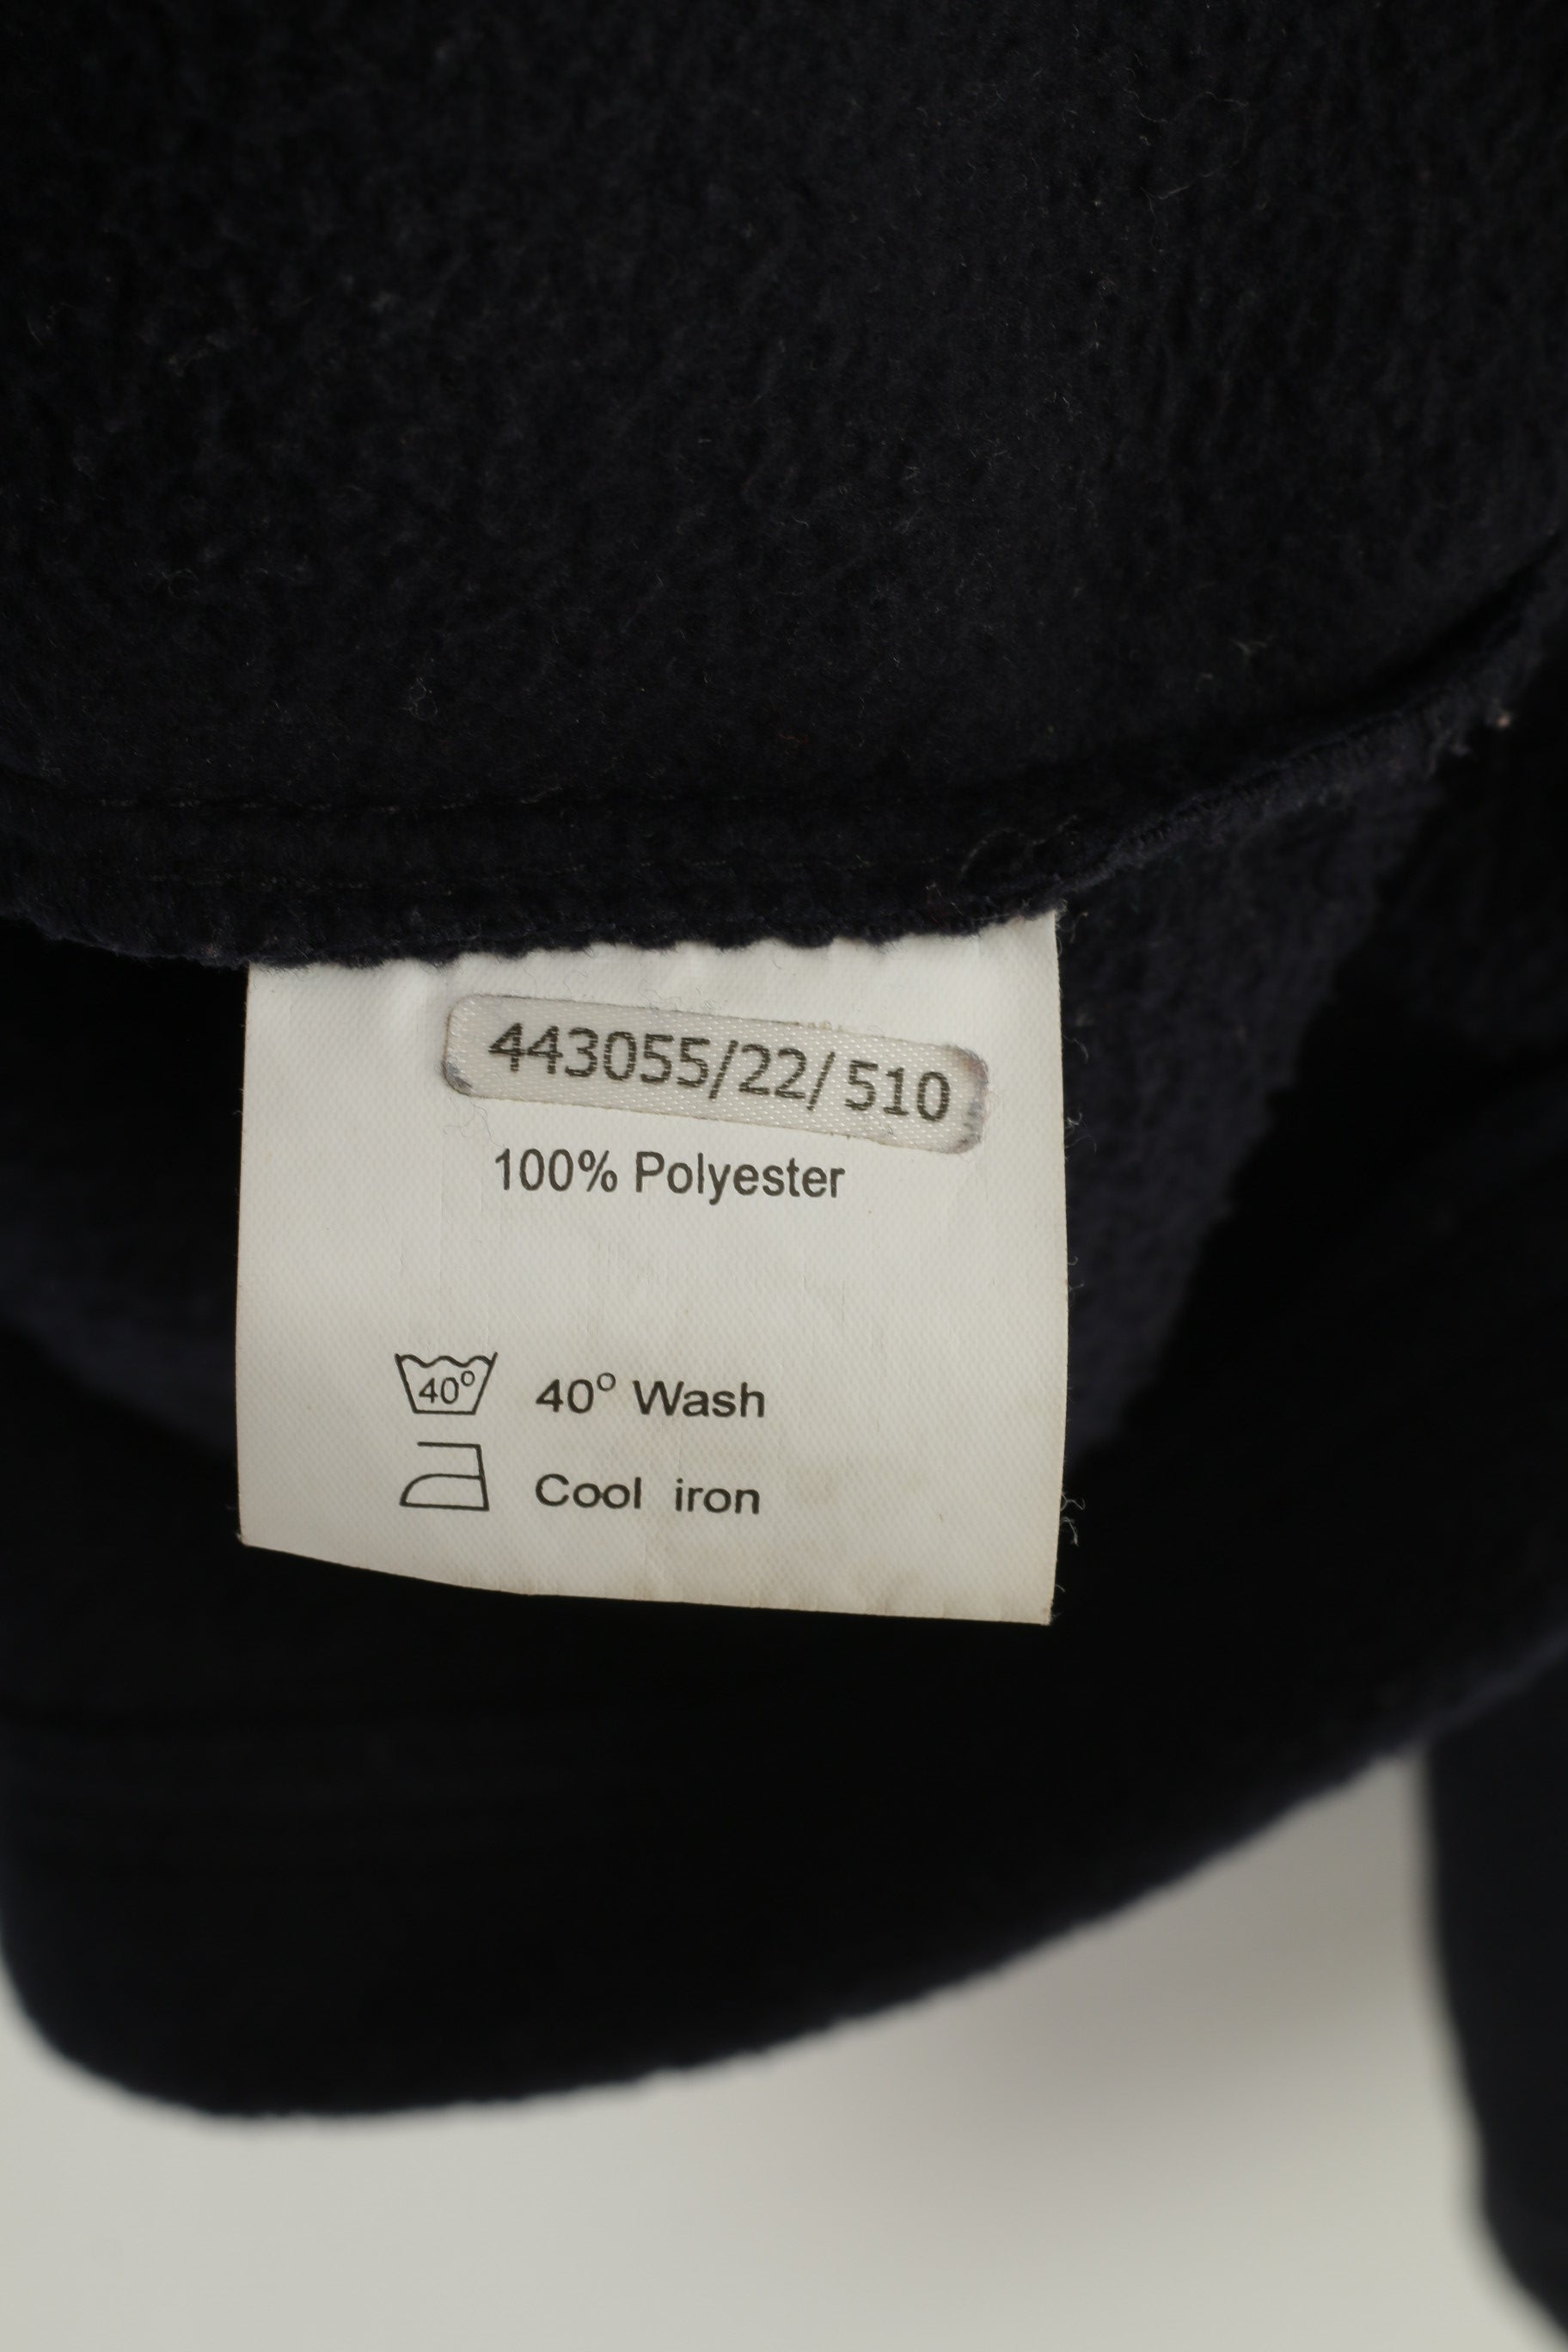 443055/22/ 510
100% Polyester
40° 40° Wash
Cool iron